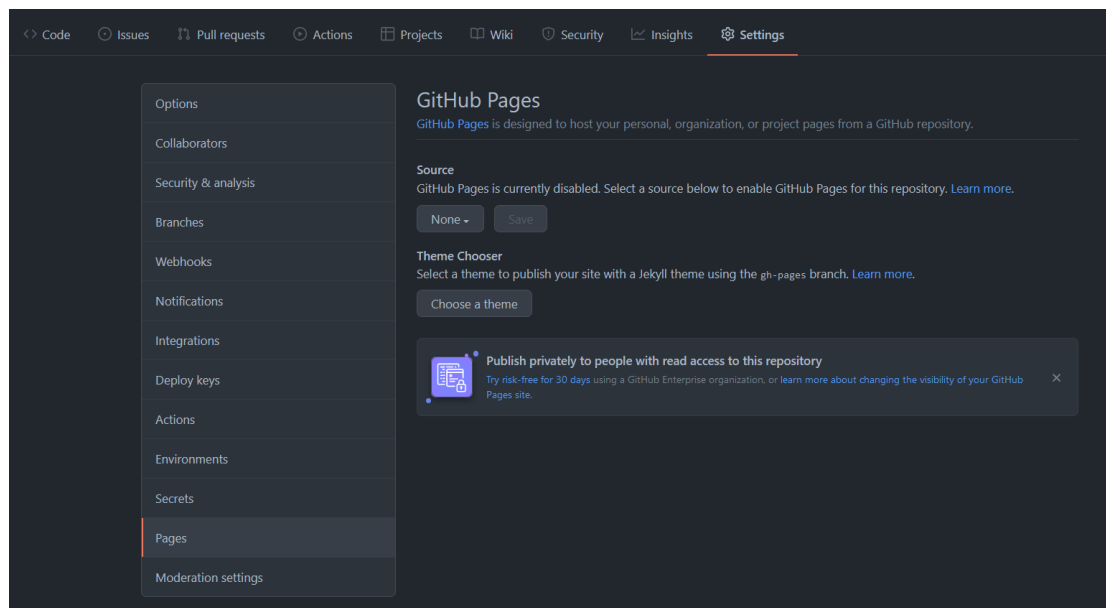 Code Issues Pull requests Actions Projects Wiki Security Insights Settings
Options
Collaborators
Security & analysis
Branches
Webhooks
Notifications
Integrations
Deploy keys
Actions
Environments
Secrets
Pages
Moderation settings
GitHub Pages
GitHub Pages is designed to host your personal, organization, or project pages from a GitHub repository.
Source
GitHub Pages is currently disabled. Select a source below to enable GitHub Pages for this repository. Learn more.
None Save
Theme Chooser
Select a theme to publish your site with a Jekyll theme using the gh-pages branch. Learn more.
Choose a theme
Publish privately to people with read access to this repository
Try risk-free for 30 days using a GitHub Enterprise organization, or learn more about changing the visibility of your GitHub
Pages site.